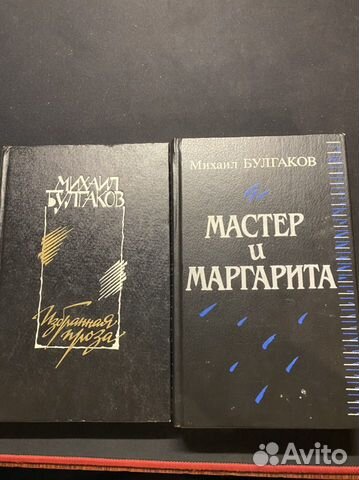 МИХАИЛ
БУЛГАКОВ
Избранная
проза
Михаил БУЛГАКОВ
МАСТЕР
и
МАРГАРИТА
Avito